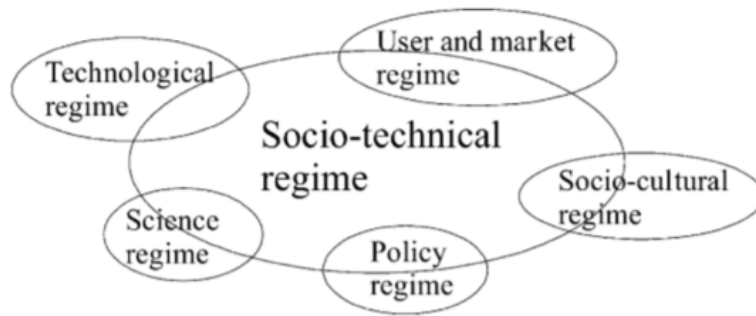 Technological
regime
User and market
regime
Socio-technical
regime
Socio-cultural
regime
Science
regime
Policy
regime